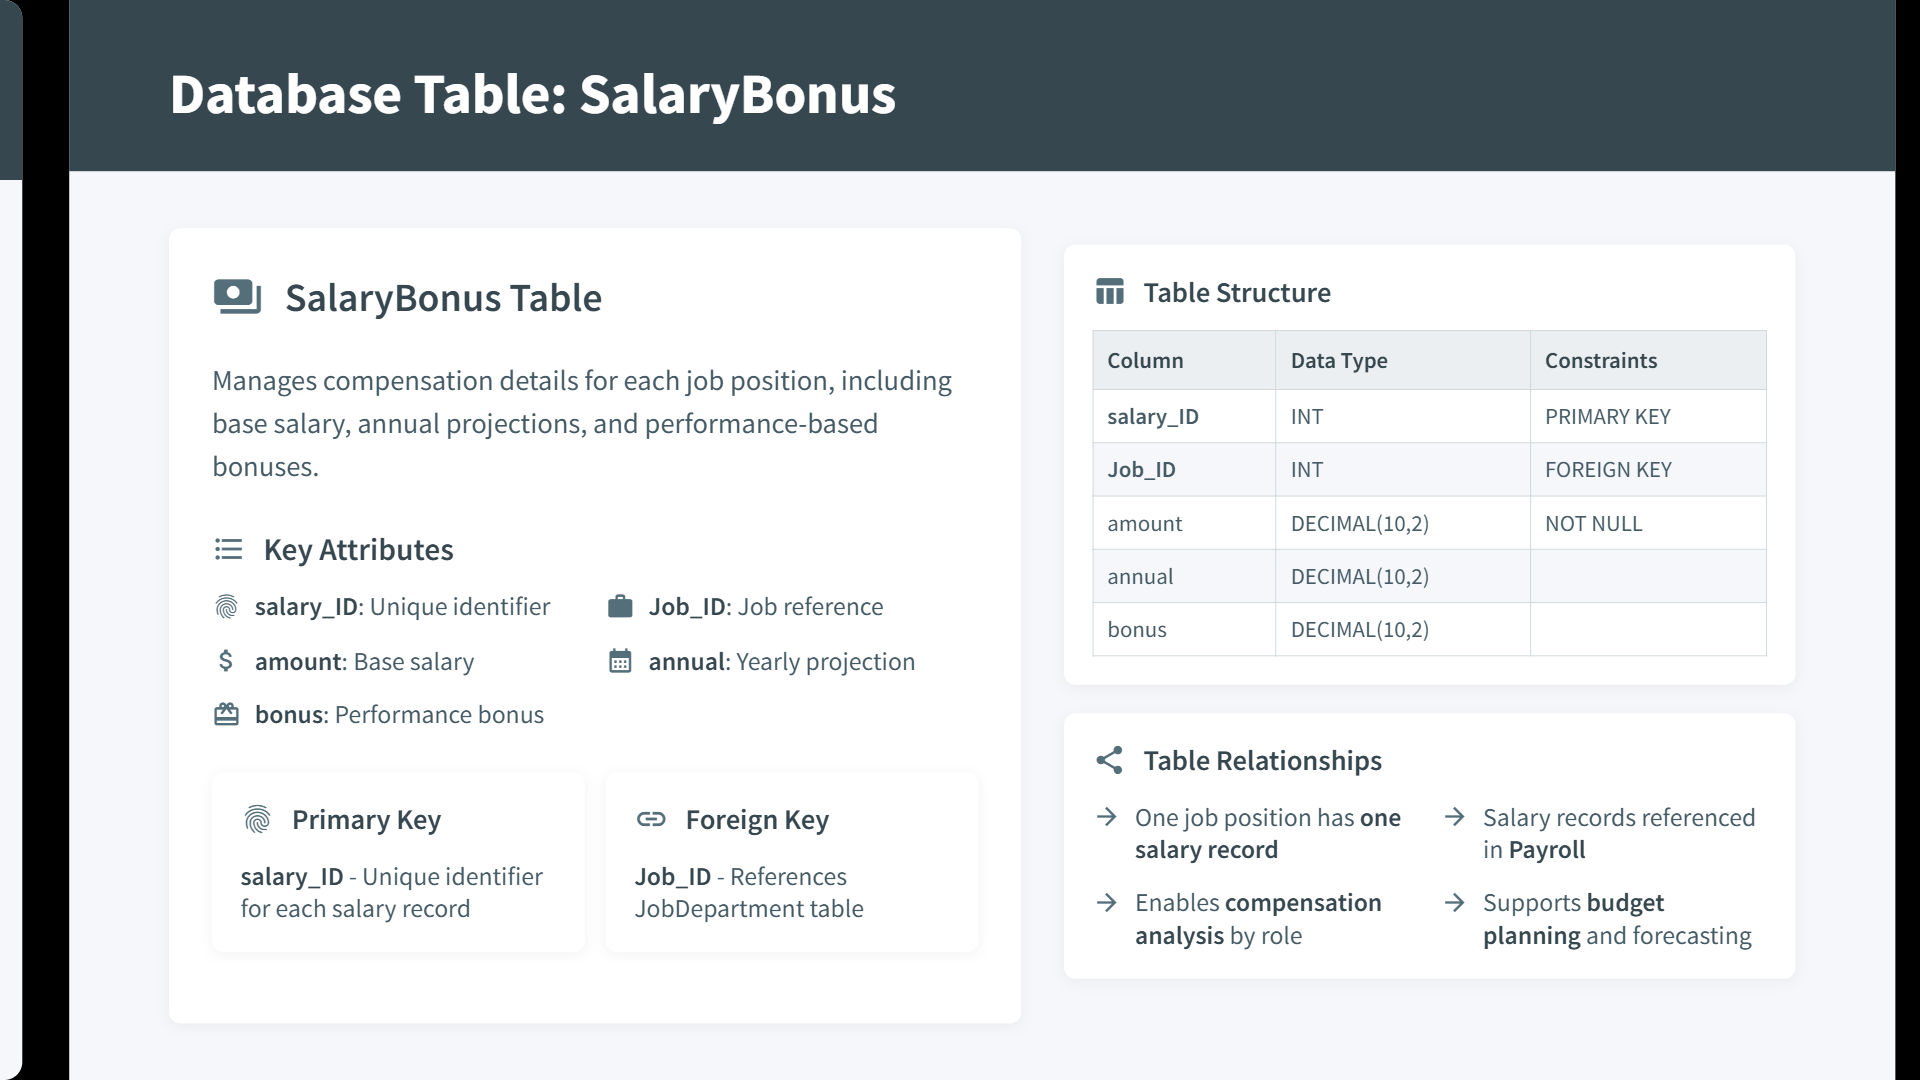 Database Table: SalaryBonus
SalaryBonus Table
Manages compensation details for each job position, including
base salary, annual projections, and performance-based
bonuses.
Key Attributes
salary_ID: Unique identifier
Job_ID: Job reference
amount: Base salary
annual: Yearly projection
bonus: Performance bonus
Primary Key
salary_ID - Unique identifier
for each salary record
Foreign Key
Job_ID - References
JobDepartment table
Table Structure
Column Data Type Constraints
salary_ID INT PRIMARY KEY
Job_ID INT FOREIGN KEY
amount DECIMAL(10,2) NOT NULL
annual DECIMAL(10,2)
bonus DECIMAL(10,2)
Table Relationships
One job position has one
salary record
Salary records referenced
in Payroll
Enables compensation
analysis by role
Supports budget
planning and forecasting